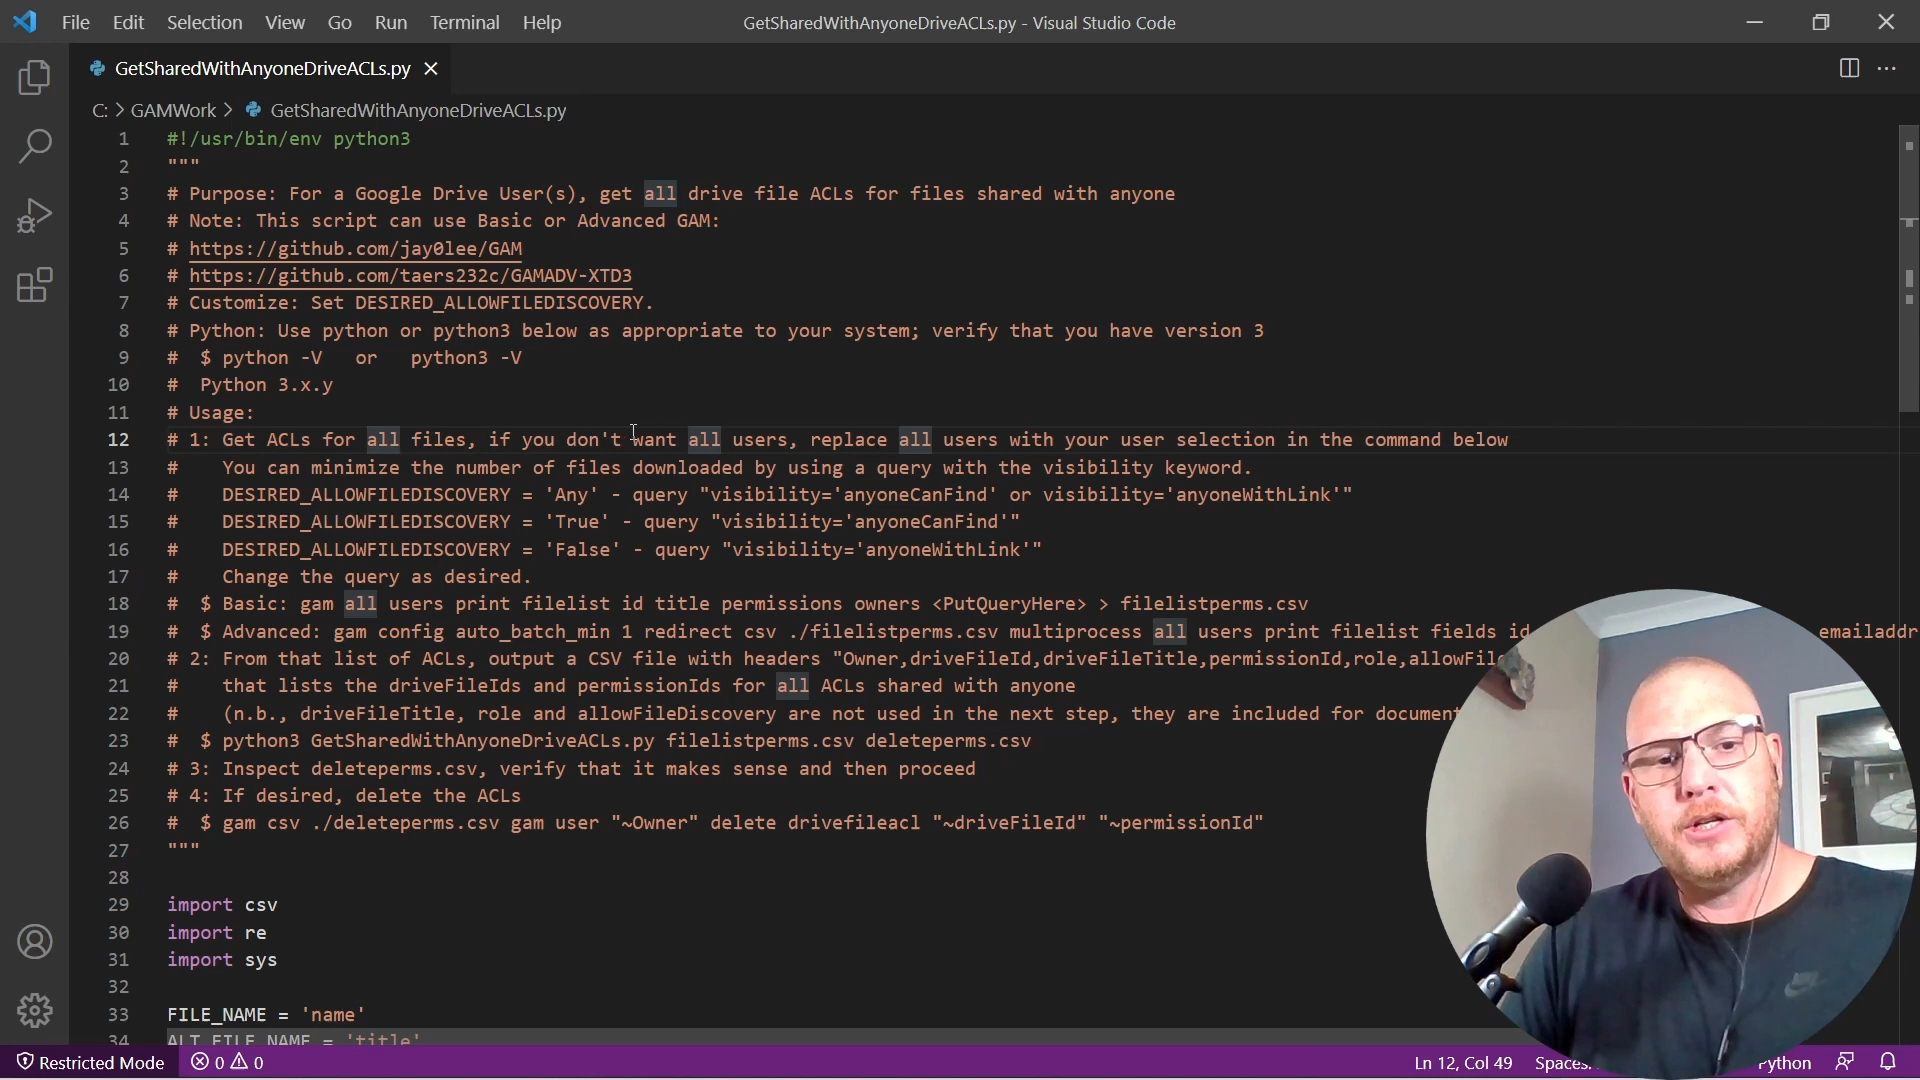 File Edit Selection View Go Run Terminal Help GetSharedWithAnyoneDriveACLs.py - Visual Studio Code
GetSharedWithAnyoneDriveACLs.py
C: > GAMWork > GetSharedWithAnyoneDriveACLs.py
1 #!/usr/bin/env python3
2 """
3 # Purpose: For a Google Drive User(s), get all drive file ACLs for files shared with anyone
4 # Note: This script can use Basic or Advanced GAM:
5 # https://github.com/jay0lee/GAM
6 # https://github.com/taers232c/GAMADV-XTD3
7 # Customize: Set DESIRED_ALLOWFILEDISCOVERY.
8 # Python: Use python or python3 below as appropriate to your system; verify that you have version 3
9 # $ python -V or python3 -V
10 # Python 3.x.y
11 # Usage:
12 # 1: Get ACLs for all files, if you don't want all users, replace all users with your user selection in the command below
13 # You can minimize the number of files downloaded by using a query with the visibility keyword.
14 # DESIRED_ALLOWFILEDISCOVERY = 'Any' - query "visibility='anyoneCanFind' or visibility='anyoneWithLink'"
15 # DESIRED_ALLOWFILEDISCOVERY = 'True' - query "visibility='anyoneCanFind'"
16 # DESIRED_ALLOWFILEDISCOVERY = 'False' - query "visibility='anyoneWithLink'"
17 # Change the query as desired.
18 # $ Basic: gam all users print filelist id title permissions owners <PutQueryHere> > filelistperms.csv
19 # $ Advanced: gam config auto_batch_min 1 redirect csv ./filelistperms.csv multiprocess all users print filelist fields id emailaddr
20 # 2: From that list of ACLs, output a CSV file with headers "Owner,driveFileId,driveFileTitle,permissionId,role,allowFile
21 # that lists the driveFileIds and permissionIds for all ACLs shared with anyone
22 # (n.b., driveFileTitle, role and allowFileDiscovery are not used in the next step, they are included for document
23 # $ python3 GetSharedWithAnyoneDriveACLs.py filelistperms.csv deleteperms.csv
24 # 3: Inspect deleteperms.csv, verify that it makes sense and then proceed
25 # 4: If desired, delete the ACLs
26 # $ gam csv ./deleteperms.csv gam user "~Owner" delete drivefileacl "~driveFileId" "~permissionId"
27 """
28
29 import csv
30 import re
31 import sys
32
33 FILE_NAME = 'name'
34 ALT_FILE_NAME = 'title'
Restricted Mode 0 0 Ln 12, Col 49 Spaces: Python